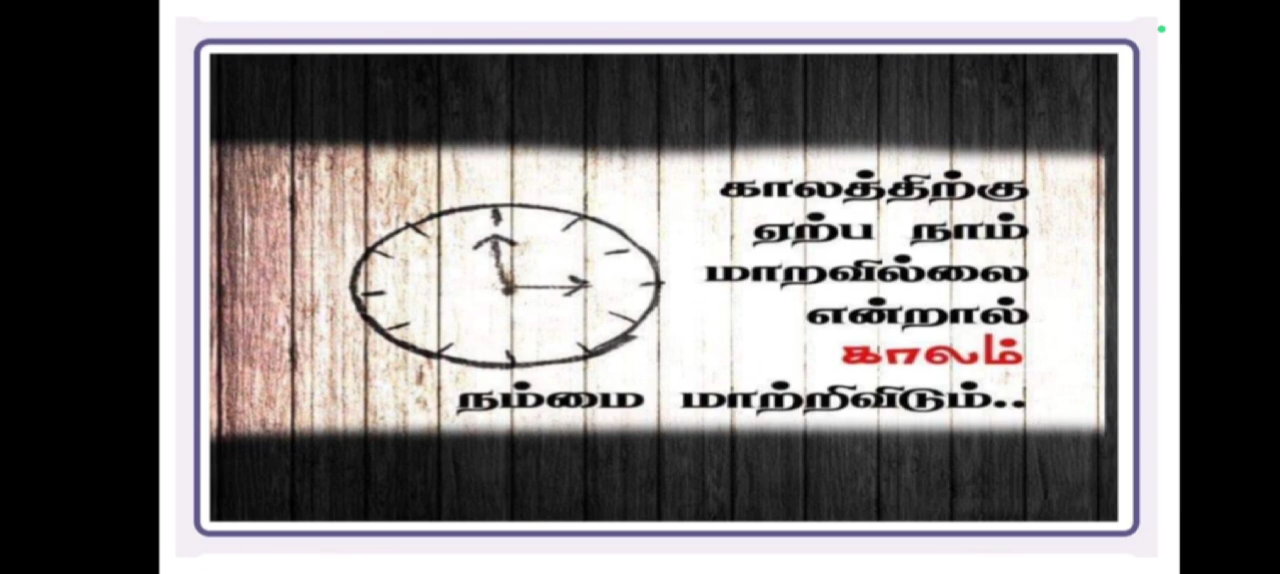 காலத்திற்கு
ஏற்ப நாம்
மாறவில்லை
என்றால்
காலம்
நம்மை மாற்றிவிடும்..